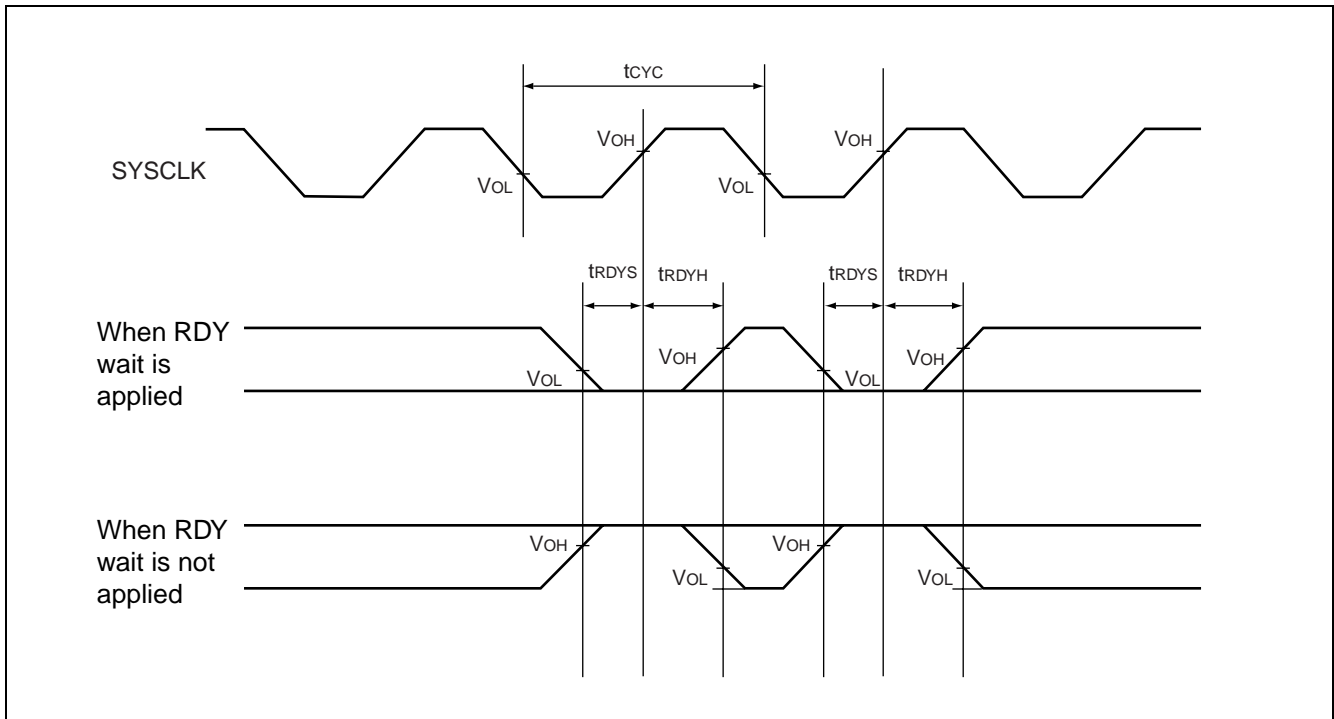 tCYC
SYSCLK
VOL
VOH
VOL
VOH
tRDYS
tRDYH
tRDYS
tRDYH
When RDY
wait is
applied
VOL
VOH
VOL
VOH
When RDY
wait is not
applied
VOH
VOL
VOH
VOL